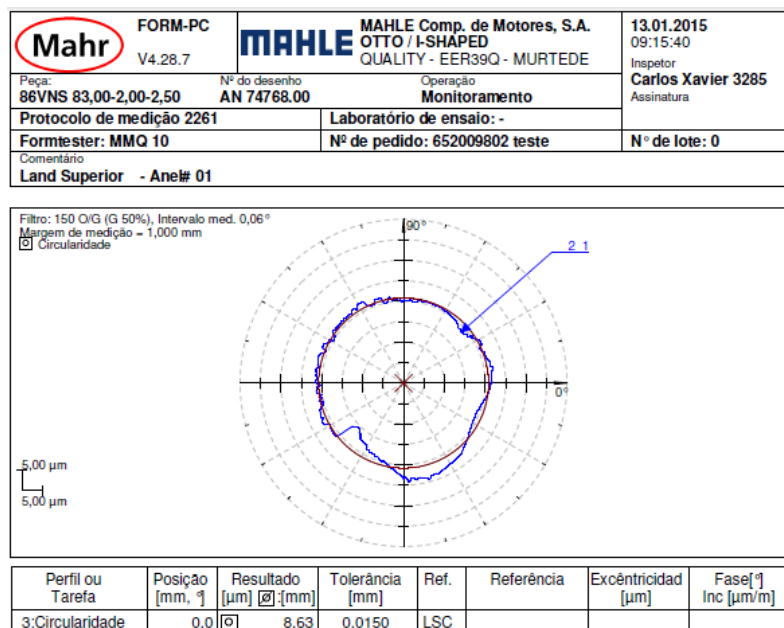 Mahr
FORM-PC
V4.28.7
MAHLE
MAHLE Comp. de Motores, S.A.
OTTO / I-SHAPED
QUALITY - EER39Q - MURTEDE
13.01.2015
09:15:40
Inspetor
Carlos Xavier 3285
Assinatura
Peça:
86VNS 83,00-2,00-2,50
Nº do desenho
AN 74768.00
Operação
Monitoramento
Protocolo de medição 2261
Laboratório de ensaio: -
Formtester: MMQ 10
Nº de pedido: 652009802 teste
N° de lote: 0
Comentário
Land Superior - Anel# 01
Filtro: 150 O/G (G 50%), Intervalo med. 0,06°
Margem de medição = 1,000 mm
Circularidade
90°
2 1
0°
5,00 µm
5,00 µm
Perfil ou Tarefa
Posição [mm, °]
Resultado [µm] Ø:[mm]
Tolerância [mm]
Ref.
Referência
Excêntricidad [µm]
Fase[°] Inc [µm/m]
3:Circularidade 0.0 8.63 0.0150 LSC